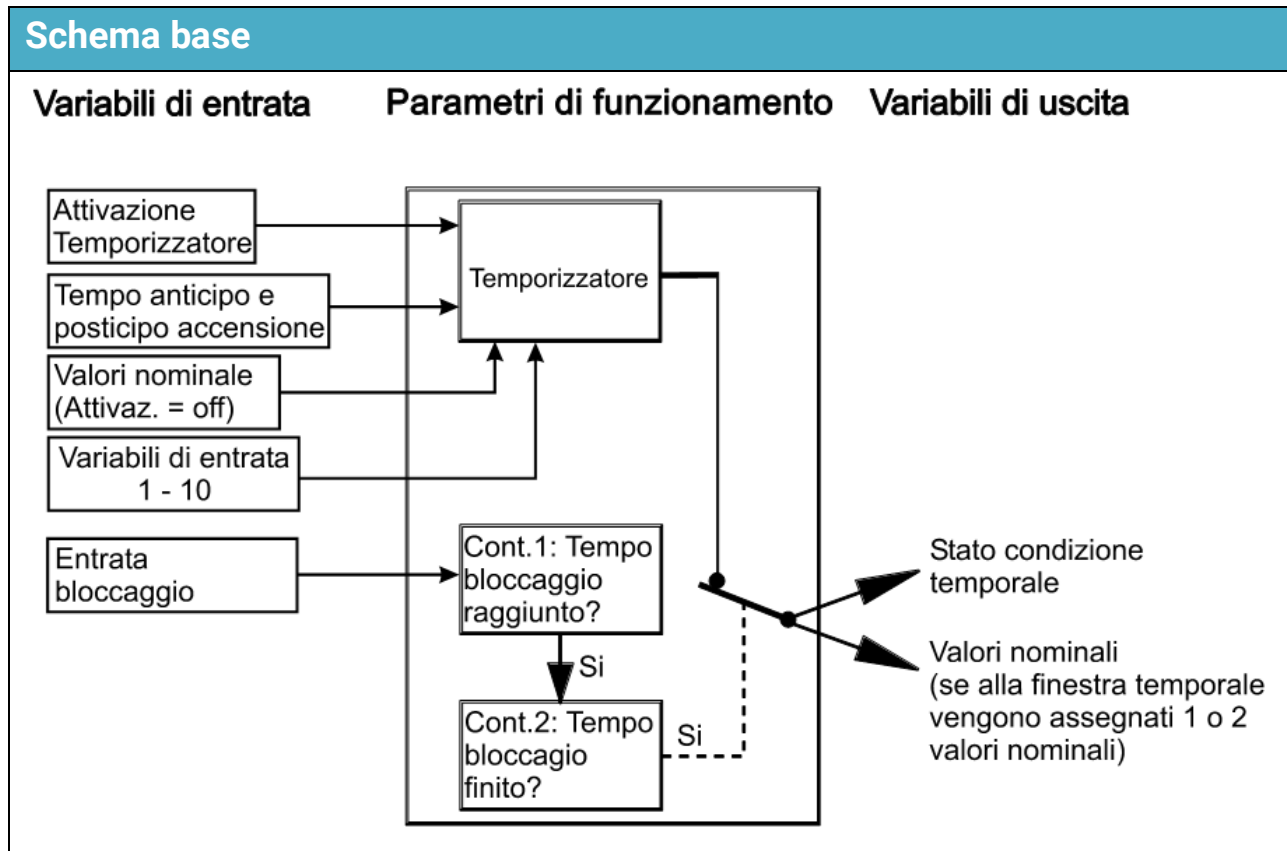 Schema base
Variabili di entrata
Parametri di funzionamento
Variabili di uscita
Attivazione
Temporizzatore
Tempo anticipo e
posticipo accensione
Valori nominale
(Attivaz. = off)
Variabili di entrata
1 - 10
Entrata
bloccaggio
Temporizzatore
Cont.1: Tempo
bloccaggio
raggiunto?
Si
Cont.2: Tempo
bloccagio
finito?
Si
Stato condizione
temporale
Valori nominali
(se alla finestra temporale
vengono assegnati 1 o 2
valori nominali)